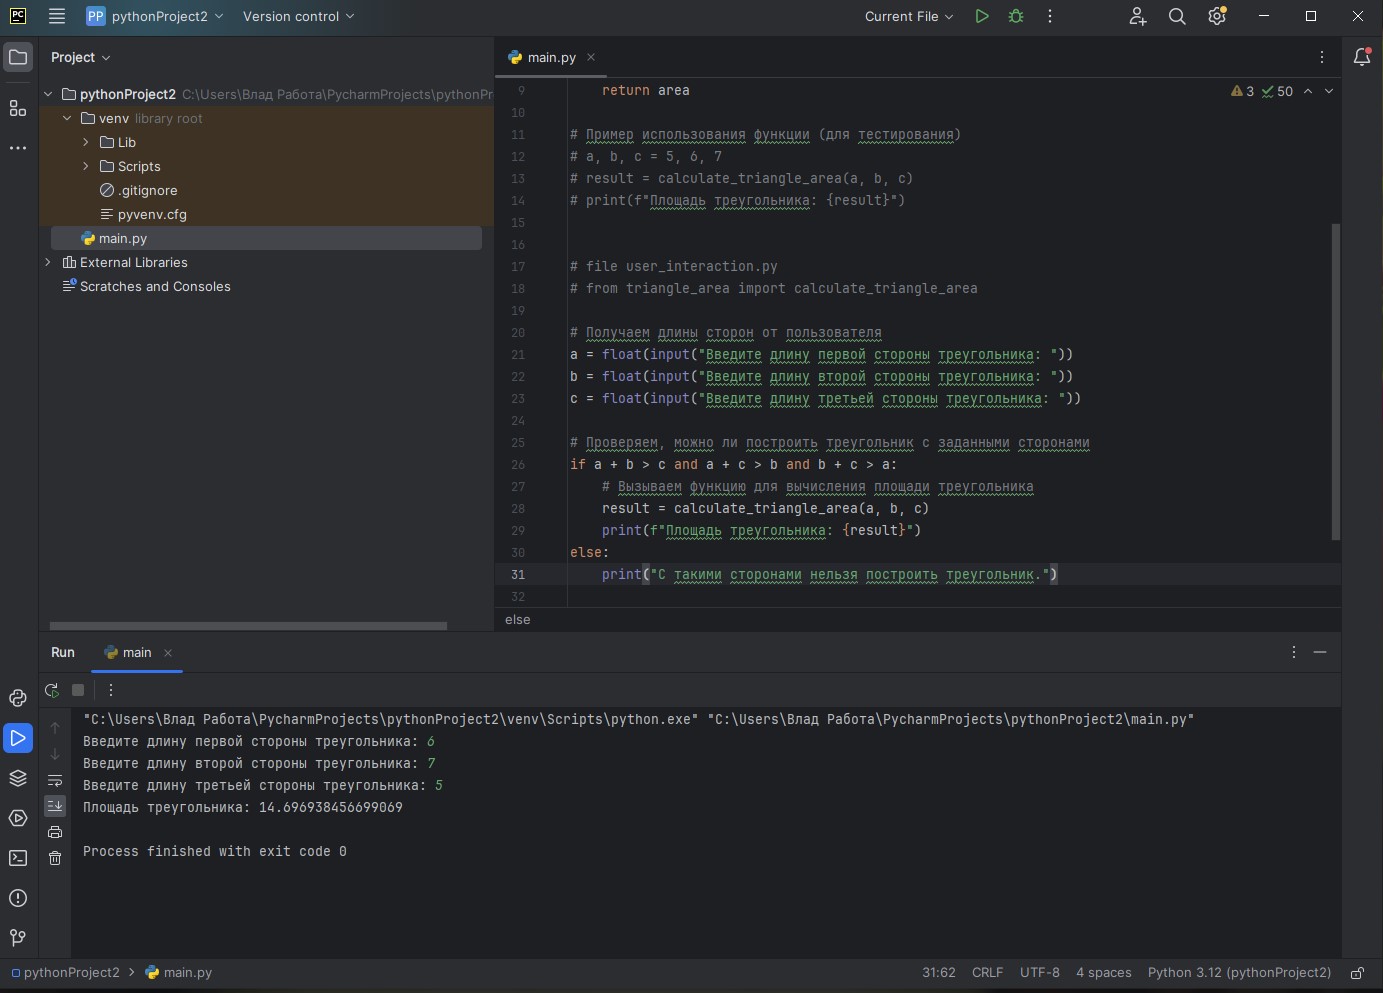 PC PP pythonProject2 Version control Current File
Project
main.py
pythonProject2 C:\Users\Влад Работа\PycharmProjects\pythonPr
venv library root
Lib
Scripts
.gitignore
pyvenv.cfg
main.py
External Libraries
Scratches and Consoles
3 50
9 return area
10
11 # Пример использования функции (для тестирования)
12 # a, b, c = 5, 6, 7
13 # result = calculate_triangle_area(a, b, c)
14 # print(f"Площадь треугольника: {result}")
15
16
17 # file user_interaction.py
18 # from triangle_area import calculate_triangle_area
19
20 # Получаем длины сторон от пользователя
21 a = float(input("Введите длину первой стороны треугольника: "))
22 b = float(input("Введите длину второй стороны треугольника: "))
23 c = float(input("Введите длину третьей стороны треугольника: "))
24
25 # Проверяем, можно ли построить треугольник с заданными сторонами
26 if a + b > c and a + c > b and b + c > a:
27 # Вызываем функцию для вычисления площади треугольника
28 result = calculate_triangle_area(a, b, c)
29 print(f"Площадь треугольника: {result}")
30 else:
31 print("С такими сторонами нельзя построить треугольник.")
32
else
Run main
"C:\Users\Влад Работа\PycharmProjects\pythonProject2\venv\Scripts\python.exe" "C:\Users\Влад Работа\PycharmProjects\pythonProject2\main.py"
Введите длину первой стороны треугольника: 6
Введите длину второй стороны треугольника: 7
Введите длину третьей стороны треугольника: 5
Площадь треугольника: 14.696938456699069
Process finished with exit code 0
pythonProject2 > main.py 31:62 CRLF UTF-8 4 spaces Python 3.12 (pythonProject2)